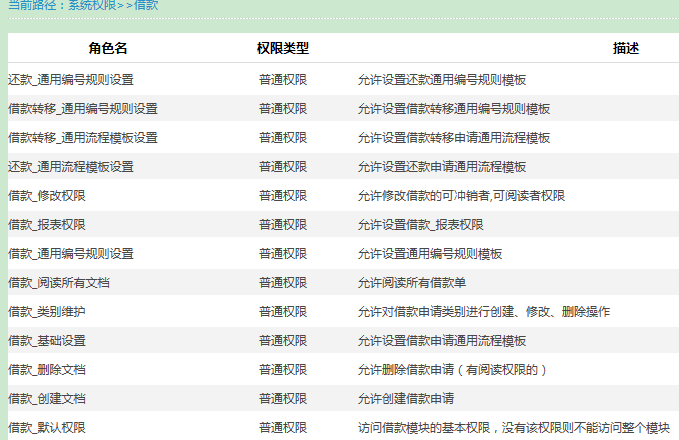 当前路径：系统权限>>借款
角色名 权限类型 描述
还款_通用编号规则设置 普通权限 允许设置还款通用编号规则模板
借款转移_通用编号规则设置 普通权限 允许设置借款转移通用编号规则模板
借款转移_通用流程模板设置 普通权限 允许设置借款转移申请通用流程模板
还款_通用流程模板设置 普通权限 允许设置还款申请通用流程模板
借款_修改权限 普通权限 允许修改借款的可冲销者,可阅读者权限
借款_报表权限 普通权限 允许设置借款_报表权限
借款_通用编号规则设置 普通权限 允许设置通用编号规则模板
借款_阅读所有文档 普通权限 允许阅读所有借款单
借款_类别维护 普通权限 允许对借款申请类别进行创建、修改、删除操作
借款_基础设置 普通权限 允许设置借款申请通用流程模板
借款_删除文档 普通权限 允许删除借款申请（有阅读权限的）
借款_创建文档 普通权限 允许创建借款申请
借款_默认权限 普通权限 访问借款模块的基本权限，没有该权限则不能访问整个模块